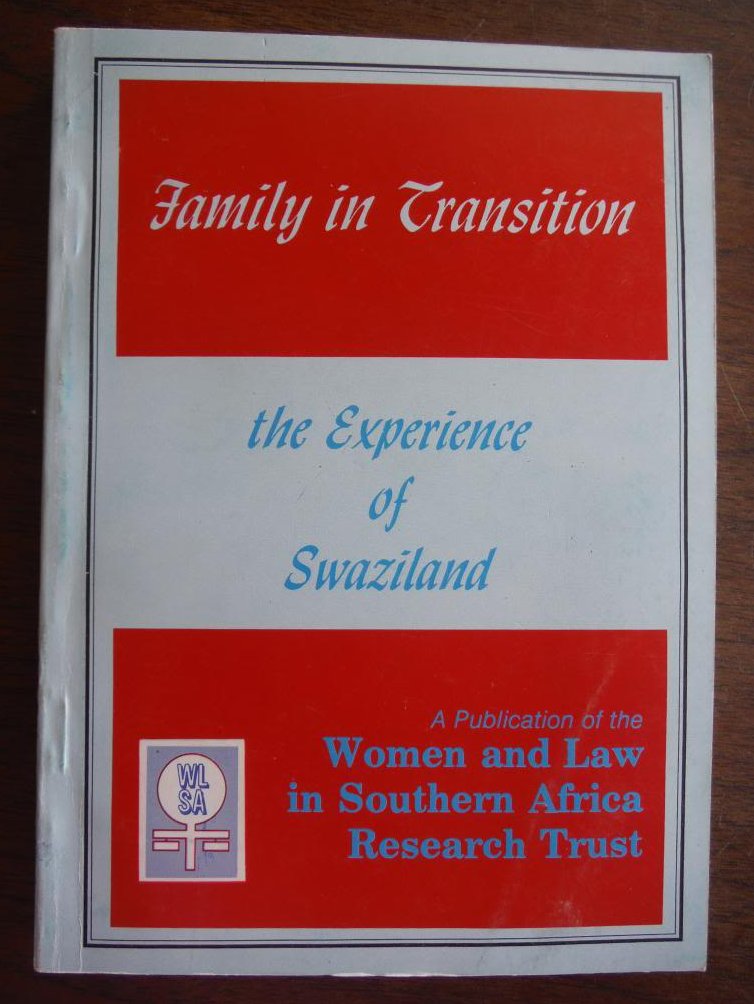 Family in Transition
the Experience
of
Swaziland
A Publication of the
Women and Law
in Southern Africa
Research Trust
WL
SA